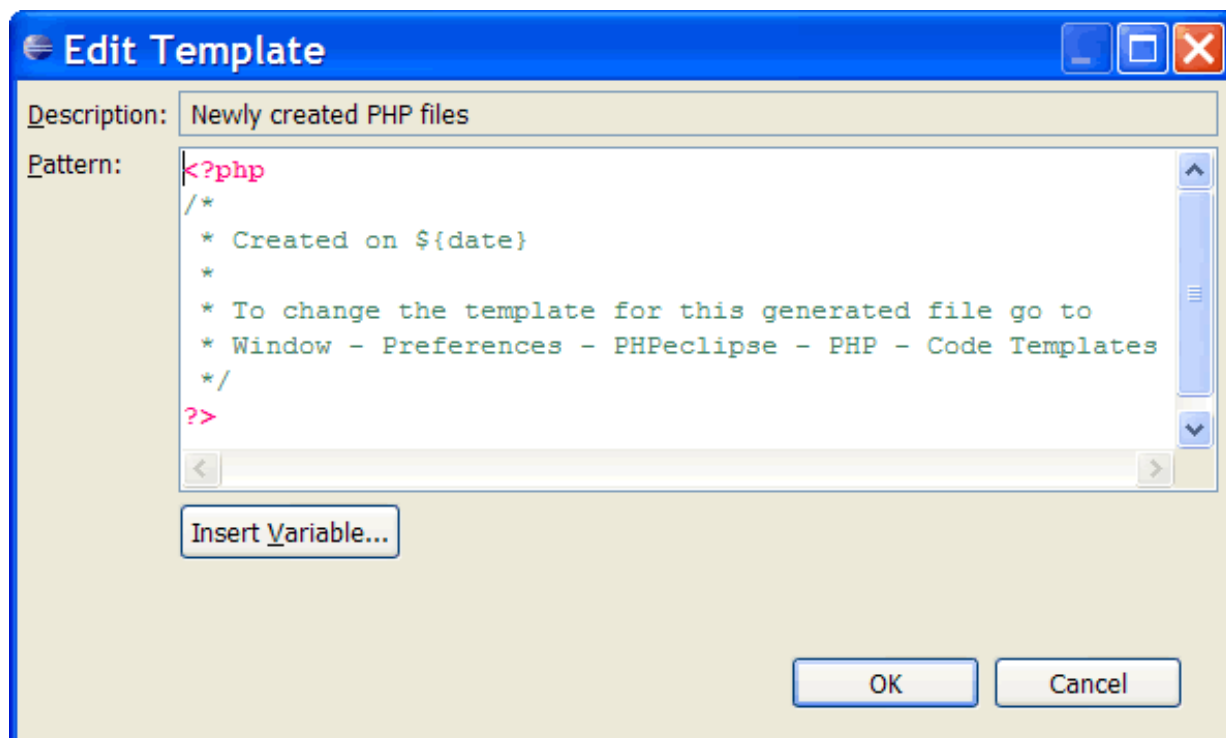 Edit Template
Description: Newly created PHP files
Pattern:
<?php
/*
 * Created on ${date}
 *
 * To change the template for this generated file go to
 * Window - Preferences - PHPeclipse - PHP - Code Templates
 */
?>
Insert Variable...
OK Cancel